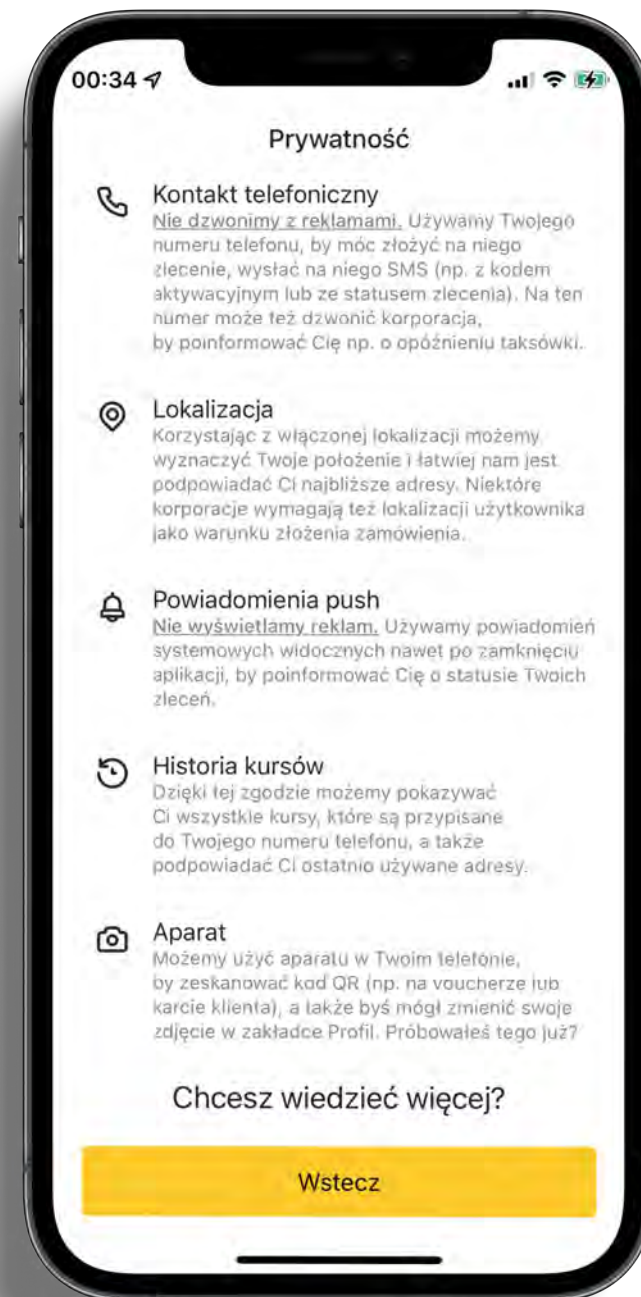 00:34
Prywatność
Kontakt telefoniczny
Nie dzwonimy z reklamami. Używamy Twojego
numeru telefonu, by móc złożyć na niego
zlecenie, wysłać na niego SMS (np. z kodem
aktywacyjnym lub ze statusem zlecenia). Na ten
numer może też dzwonić korporacja,
by poinformować Cię np. o opóźnieniu taksówki.
Lokalizacja
Korzystając z włączonej lokalizacji możemy
wyznaczyć Twoje położenie i łatwiej nam jest
podpowiadać Ci najbliższe adresy. Niektóre
korporacje wymagają też lokalizacji użytkownika
jako warunku złożenia zamówienia.
Powiadomienia push
Nie wyświetlamy reklam. Używamy powiadomień
systemowych widocznych nawet po zamknięciu
aplikacji, by poinformować Cię o statusie Twoich
zleceń.
Historia kursów
Dzięki tej zgodzie możemy pokazywać
Ci wszystkie kursy, które są przypisane
do Twojego numeru telefonu, a także
podpowiadać Ci ostatnio używane adresy.
Aparat
Możemy użyć aparatu w Twoim telefonie,
by zeskanować kod QR (np. na voucherze lub
karcie klienta), a także byś mógł zmienić swoje
zdjęcie w zakładce Profil. Próbowałeś tego już?
Chcesz wiedzieć więcej?
Wstecz